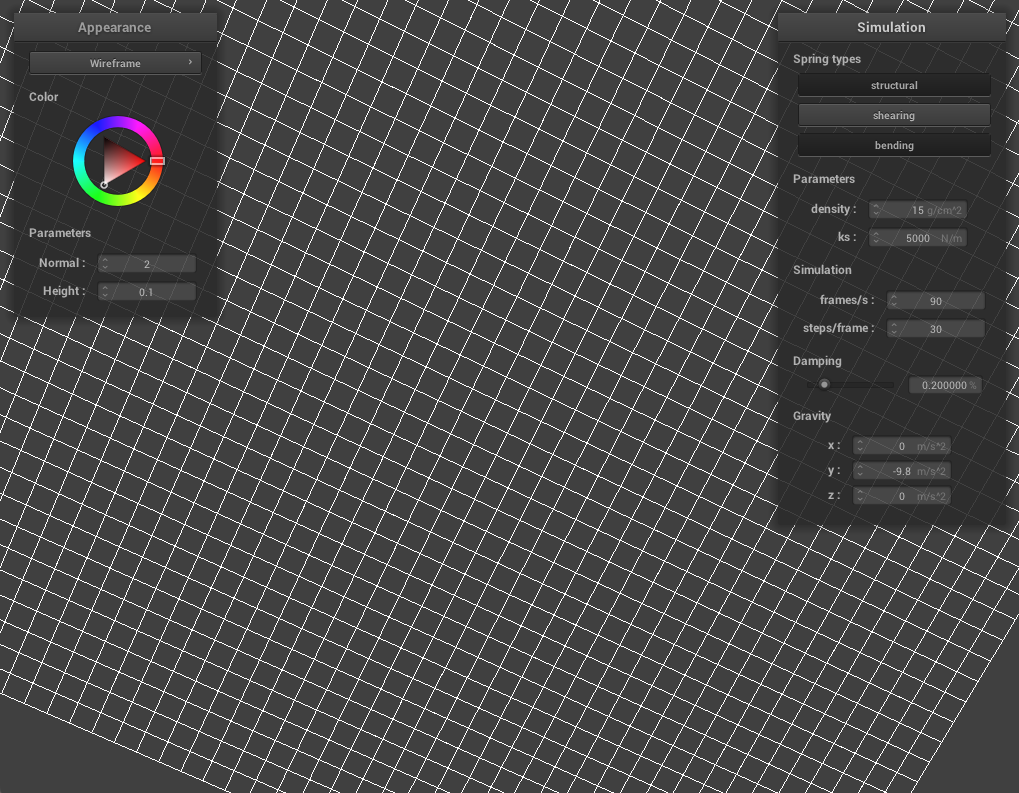 Appearance
Wireframe
Color
Parameters
Normal : 2
Height : 0.1
Simulation
Spring types
structural
shearing
bending
Parameters
density : 15 g/cm^2
ks : 5000 N/m
Simulation
frames/s : 90
steps/frame : 30
Damping
0.200000 %
Gravity
x : 0 m/s^2
y : -9.8 m/s^2
z : 0 m/s^2